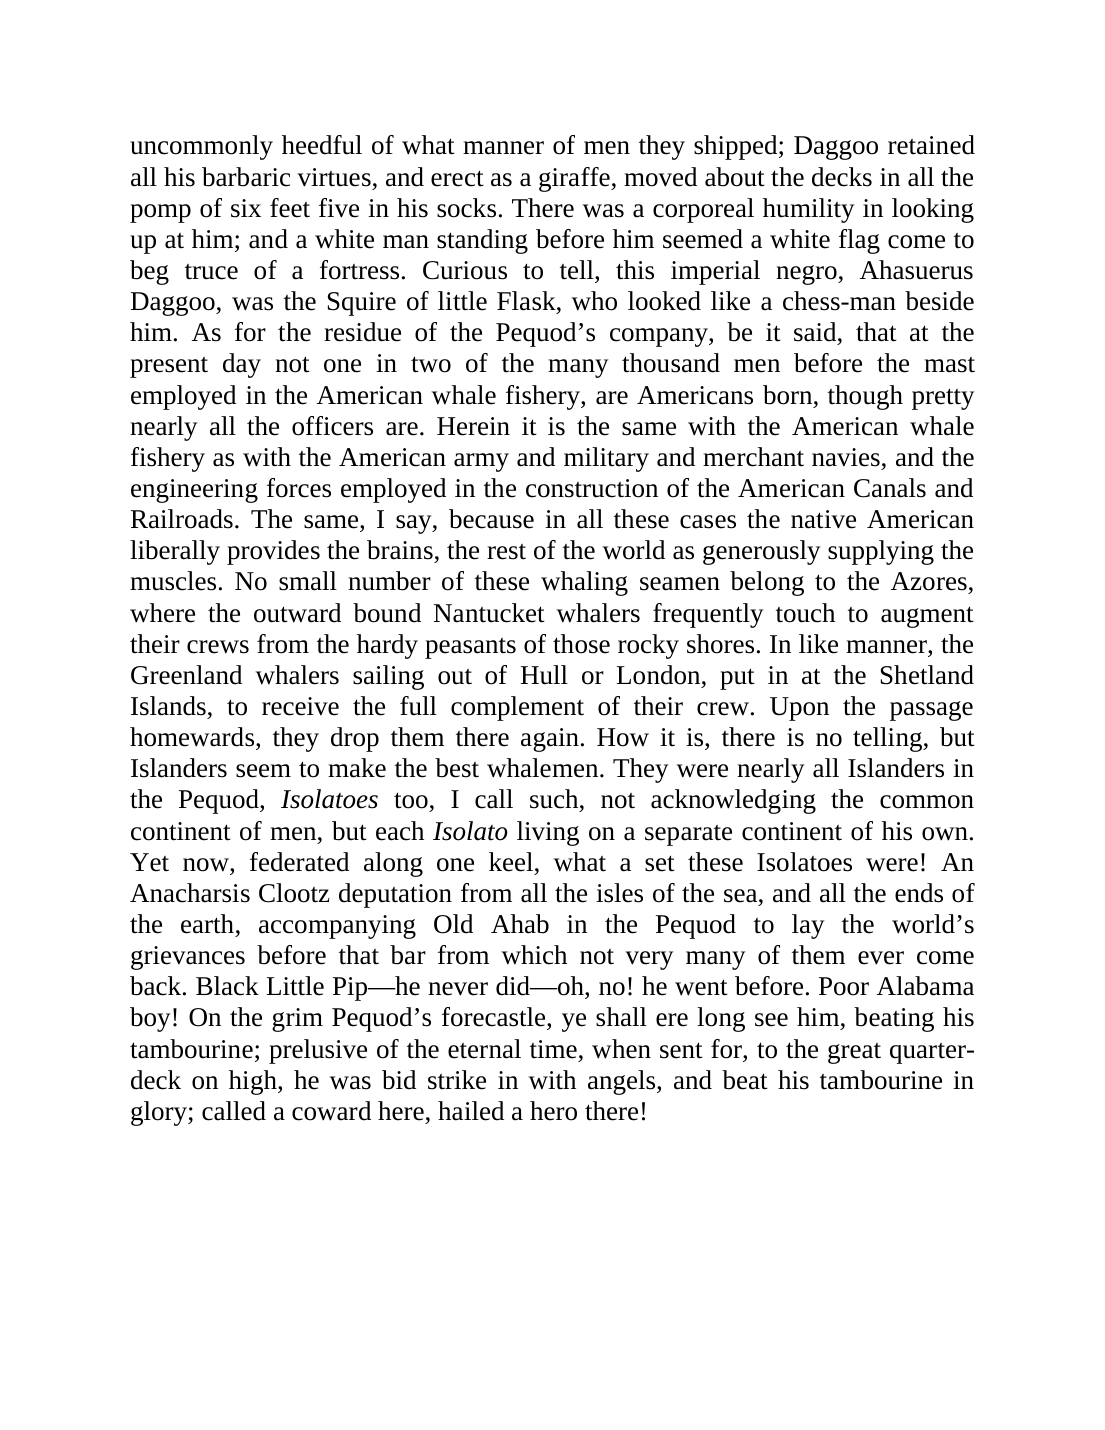 uncommonly heedful of what manner of men they shipped; Daggoo retained
all his barbaric virtues, and erect as a giraffe, moved about the decks in all the
pomp of six feet five in his socks. There was a corporeal humility in looking
up at him; and a white man standing before him seemed a white flag come to
beg truce of a fortress. Curious to tell, this imperial negro, Ahasuerus
Daggoo, was the Squire of little Flask, who looked like a chess-man beside
him. As for the residue of the Pequod’s company, be it said, that at the
present day not one in two of the many thousand men before the mast
employed in the American whale fishery, are Americans born, though pretty
nearly all the officers are. Herein it is the same with the American whale
fishery as with the American army and military and merchant navies, and the
engineering forces employed in the construction of the American Canals and
Railroads. The same, I say, because in all these cases the native American
liberally provides the brains, the rest of the world as generously supplying the
muscles. No small number of these whaling seamen belong to the Azores,
where the outward bound Nantucket whalers frequently touch to augment
their crews from the hardy peasants of those rocky shores. In like manner, the
Greenland whalers sailing out of Hull or London, put in at the Shetland
Islands, to receive the full complement of their crew. Upon the passage
homewards, they drop them there again. How it is, there is no telling, but
Islanders seem to make the best whalemen. They were nearly all Islanders in
the Pequod, Isolatoes too, I call such, not acknowledging the common
continent of men, but each Isolato living on a separate continent of his own.
Yet now, federated along one keel, what a set these Isolatoes were! An
Anacharsis Clootz deputation from all the isles of the sea, and all the ends of
the earth, accompanying Old Ahab in the Pequod to lay the world’s
grievances before that bar from which not very many of them ever come
back. Black Little Pip—he never did—oh, no! he went before. Poor Alabama
boy! On the grim Pequod’s forecastle, ye shall ere long see him, beating his
tambourine; prelusive of the eternal time, when sent for, to the great quarter-
deck on high, he was bid strike in with angels, and beat his tambourine in
glory; called a coward here, hailed a hero there!